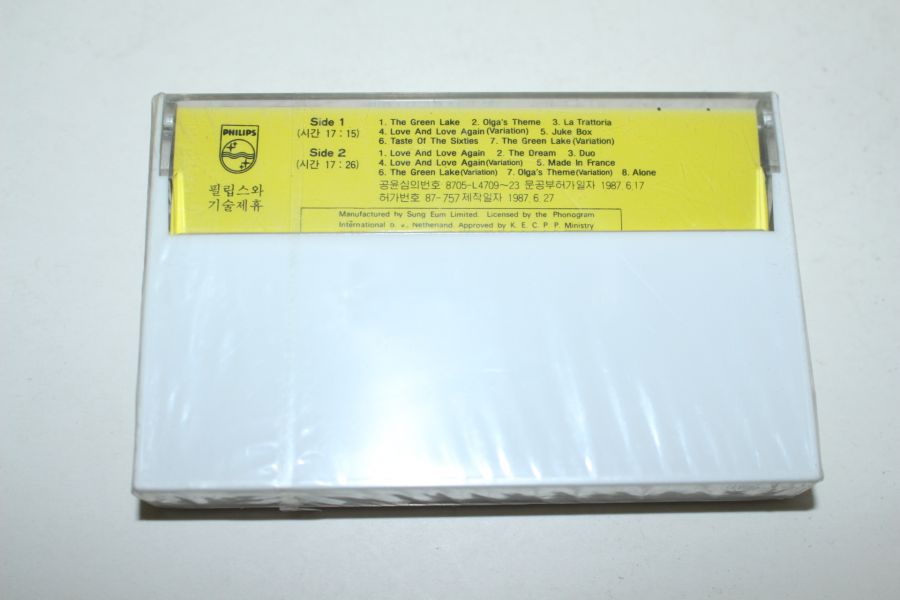 PHILIPS
필립스와
기술제휴
Side 1
(시간 17 : 15)
1. The Green Lake 2. Olga's Theme 3. La Trattoria
4. Love And Love Again (Variation) 5. Juke Box
6. Taste Of The Sixties 7. The Green Lake (Variation)
Side 2
(시간 17 : 26)
1. Love And Love Again 2. The Dream 3. Duo
4. Love And Love Again (Variation) 5. Made In France
6. The Green Lake (Variation) 7. Olga's Theme (Variation) 8. Alone
공윤심의번호 8705-L4709~23 문공부허가일자 1987. 6.17
허가번호 87-757 제작일자 1987. 6. 27
Manufactured by Sung Eum Limited. Licensed by the Phonogram
International B. v., Netherland. Approved by K. E. C. P. P. Ministry